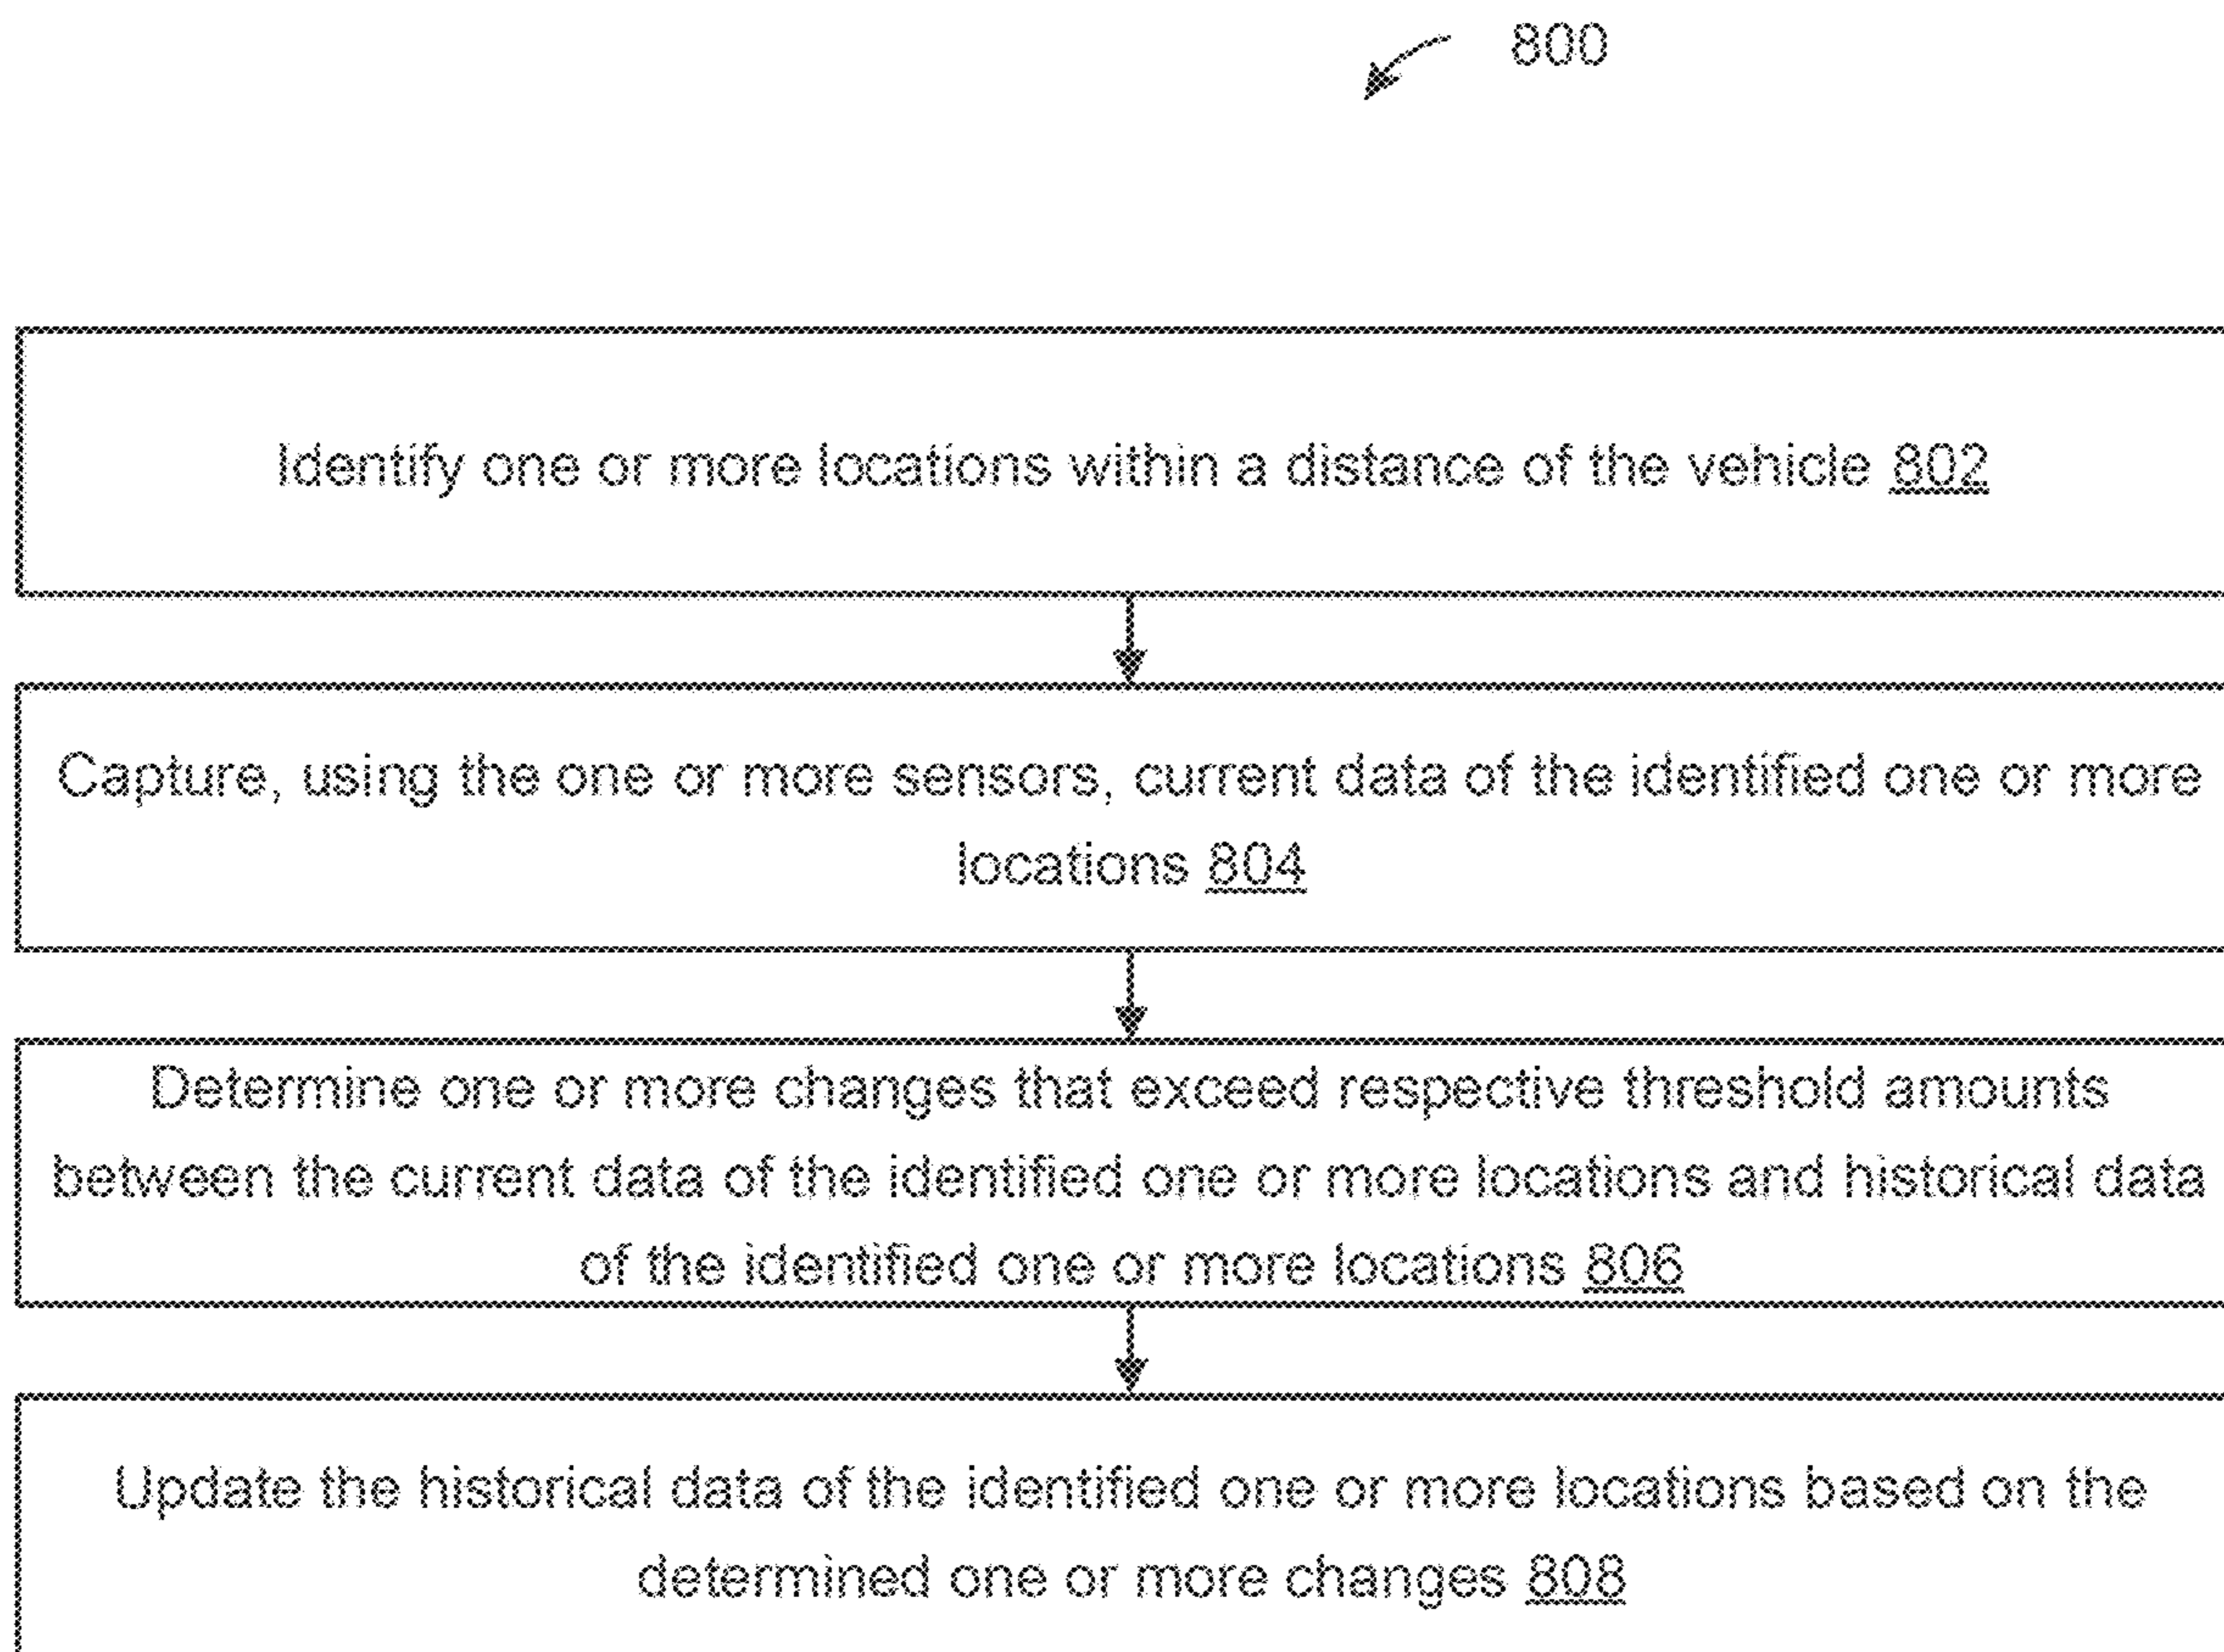 800
Identify one or more locations within a distance of the vehicle 802
Capture, using the one or more sensors, current data of the identified one or more
locations 804
Determine one or more changes that exceed respective threshold amounts
between the current data of the identified one or more locations and historical data
of the identified one or more locations 806
Update the historical data of the identified one or more locations based on the
determined one or more changes 808